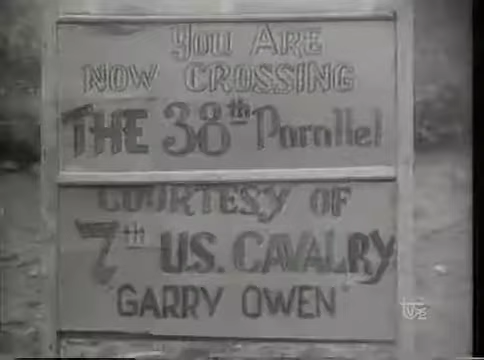 You Are
NOW CROSSING
THE 38th Parallel
COURTESY OF
7th U.S. CAVALRY
"GARRY OWEN"